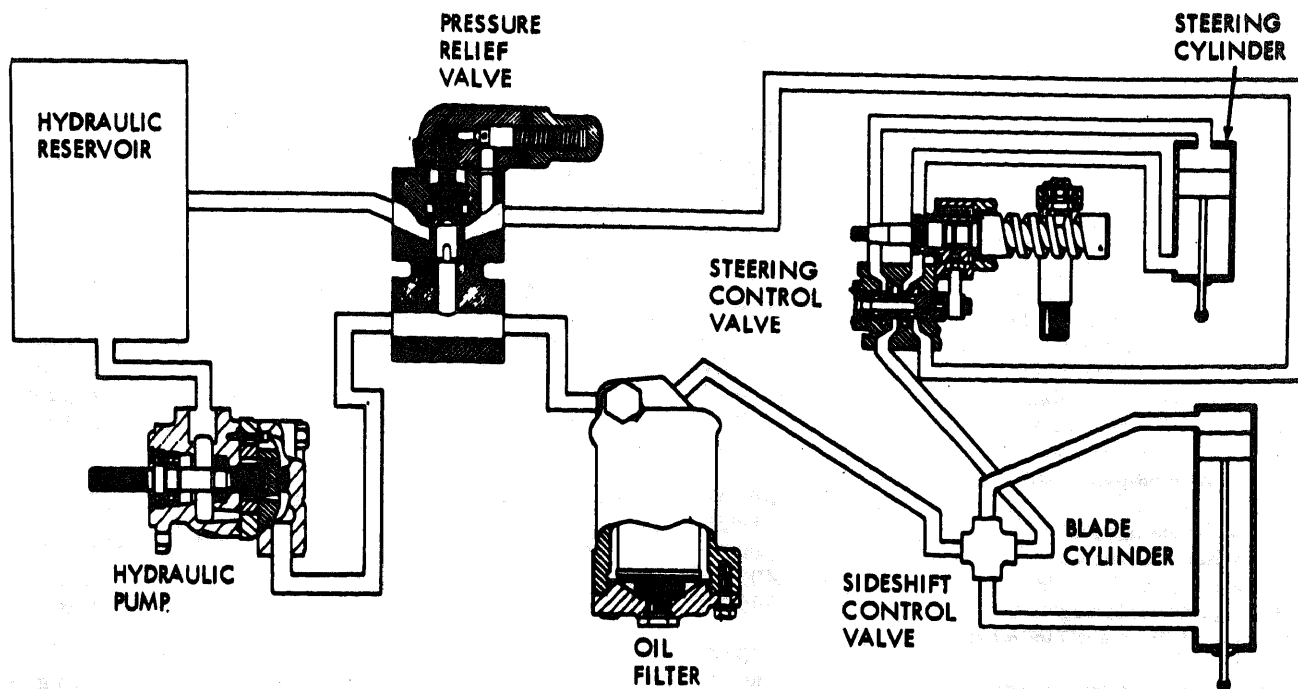 PRESSURE
RELIEF
VALVE
STEERING
CYLINDER
HYDRAULIC
RESERVOIR
STEERING
CONTROL
VALVE
HYDRAULIC
PUMP.
OIL
FILTER
SIDESHIFT
CONTROL
VALVE
BLADE
CYLINDER